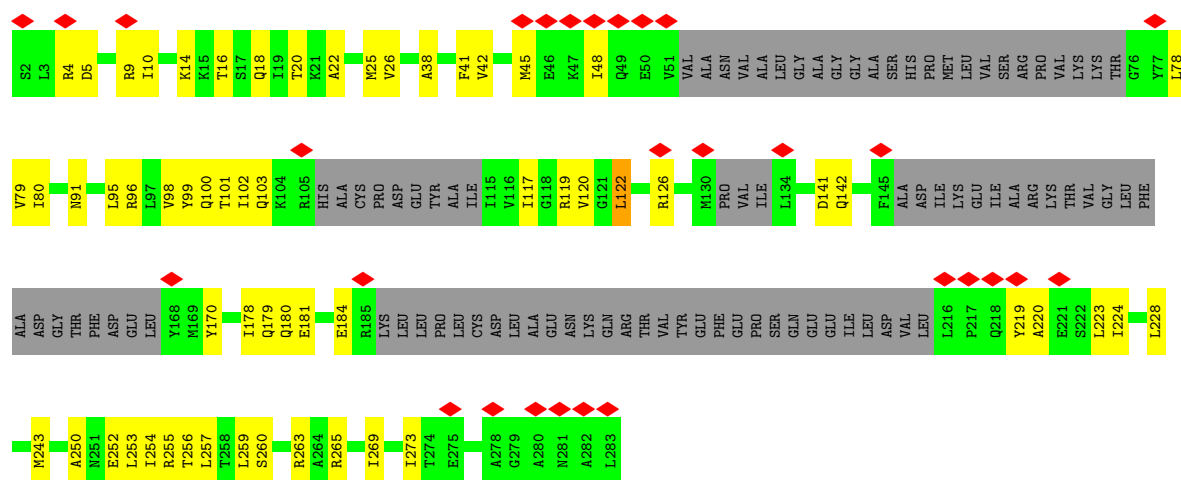 S2 L3 R4 D5 R9 I10 K14 K15 T16 S17 Q18 I19 T20 K21 A22 M25 V26 A38 F41 V42 M45 E46 K47 I48 Q49 E50 V51 VAL ALA ASN VAL ALA LEU GLY ALA GLY GLY ALA SER HIS PRO MET LEU VAL SER ARG PRO VAL LYS LYS THR G76 Y77 L78
V79 I80 N91 L95 R96 L97 V98 Y99 Q100 T101 I102 Q103 K104 R105 HIS ALA CYS PRO ASP GLU TYR ALA ILE I115 V116 I117 G118 R119 V120 G121 L122 R126 M130 PRO VAL ILE L134 D141 Q142 F145 ALA ASP ILE LYS GLU ILE ALA ARG LYS THR VAL GLY LEU PHE
ALA ASP GLY THR PHE ASP GLU LEU Y168 M169 Y170 I178 Q179 Q180 E181 E184 R185 LYS LEU LEU PRO LEU CYS ASP LEU ALA GLU ASN LYS GLN ARG THR VAL TYR GLU PHE GLU PRO SER GLN GLU GLU ILE LEU ASP VAL LEU L216 P217 Q218 Y219 A220 E221 S222 L223 I224 L228
M243 A250 N251 E252 L253 I254 R255 T256 L257 T258 L259 S260 R263 A264 R265 I269 I273 T274 E275 A278 G279 A280 N281 A282 L283